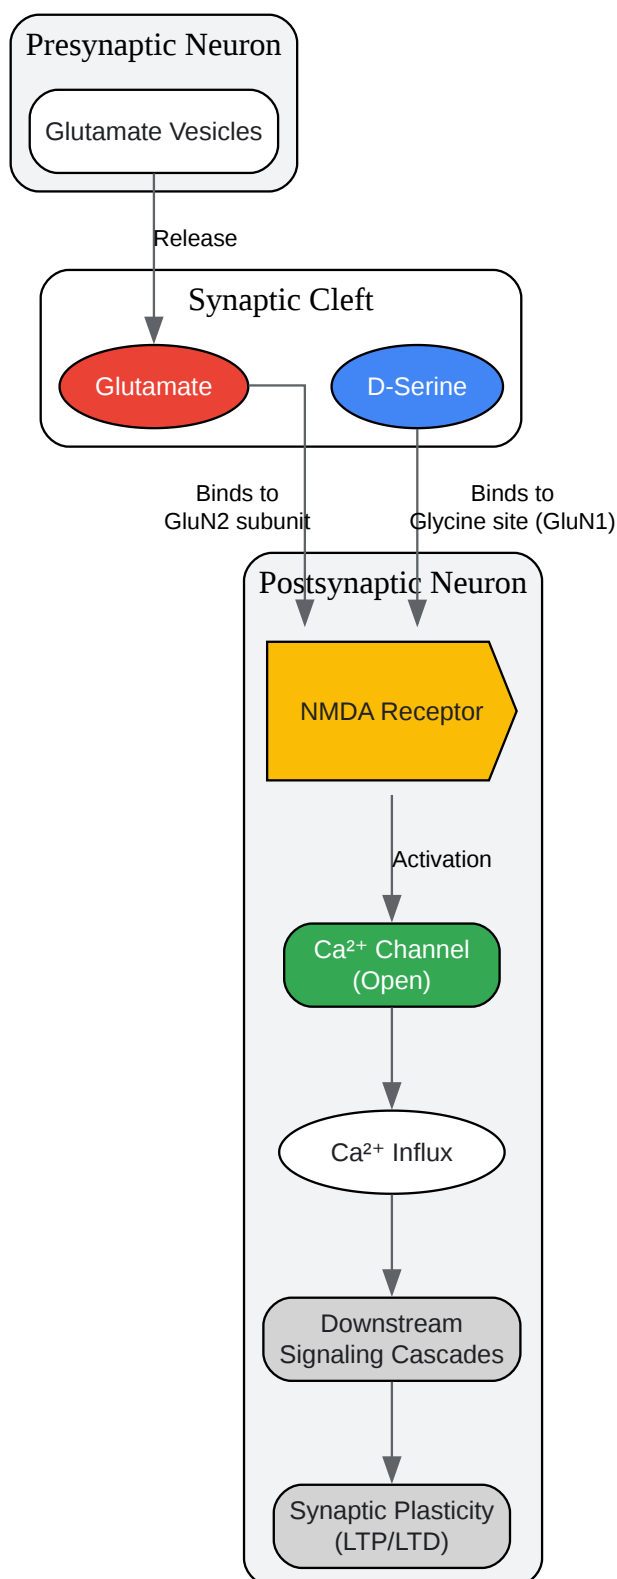 Presynaptic Neuron
Glutamate Vesicles
Release
Synaptic Cleft
Glutamate
D-Serine
Binds to
GluN2 subunit
Binds to
Glycine site (GluN1)
Postsynaptic Neuron
NMDA Receptor
Activation
Ca²⁺ Channel
(Open)
Ca²⁺ Influx
Downstream
Signaling Cascades
Synaptic Plasticity
(LTP/LTD)